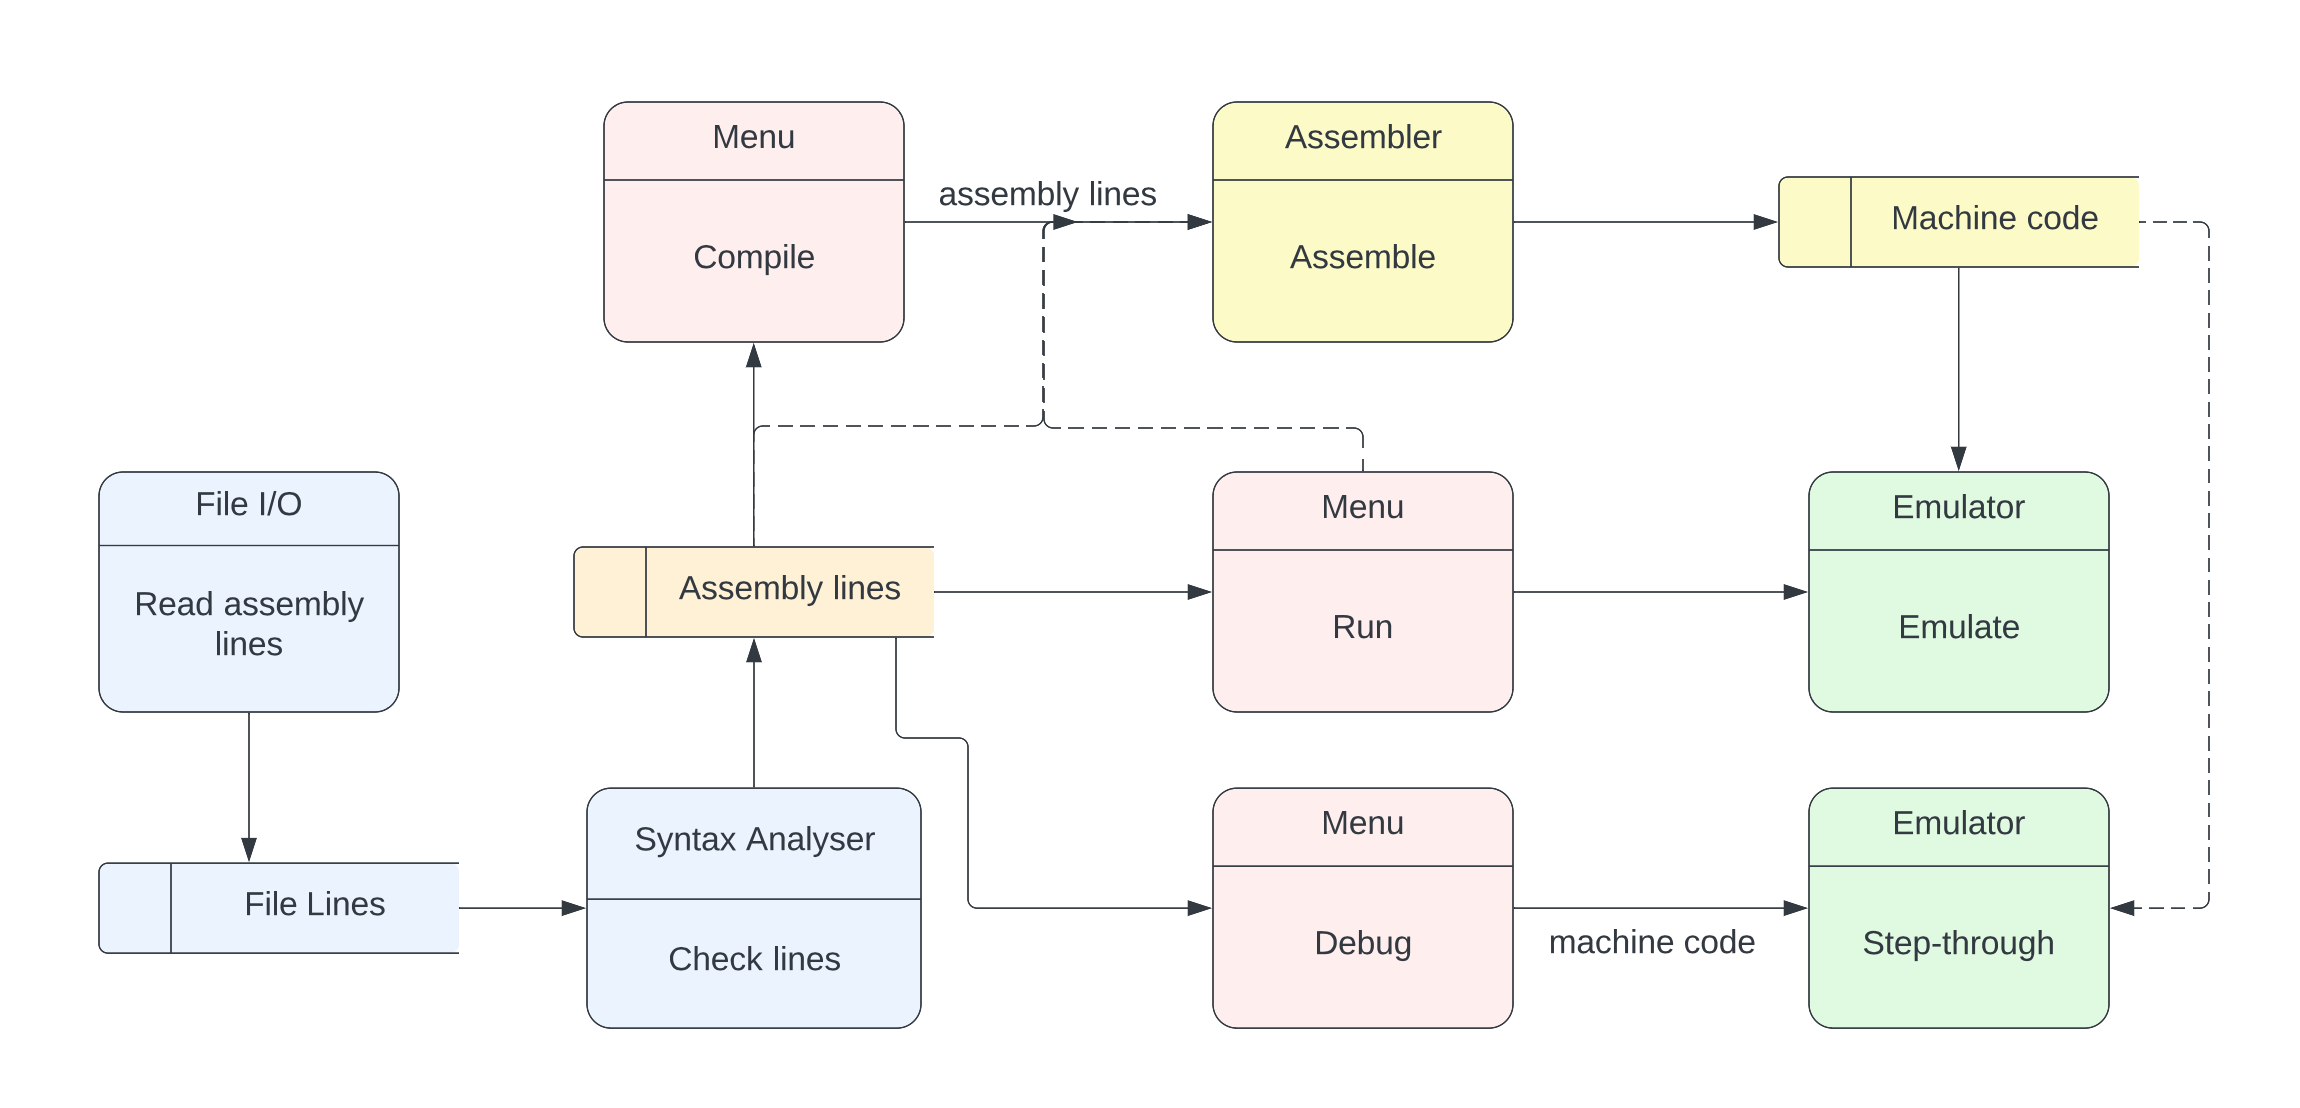 Menu
Compile
assembly lines
Assembler
Assemble
Machine code
File I/O
Read assembly
lines
Assembly lines
Menu
Run
Emulator
Emulate
File Lines
Syntax Analyser
Check lines
Menu
Debug
machine code
Emulator
Step-through